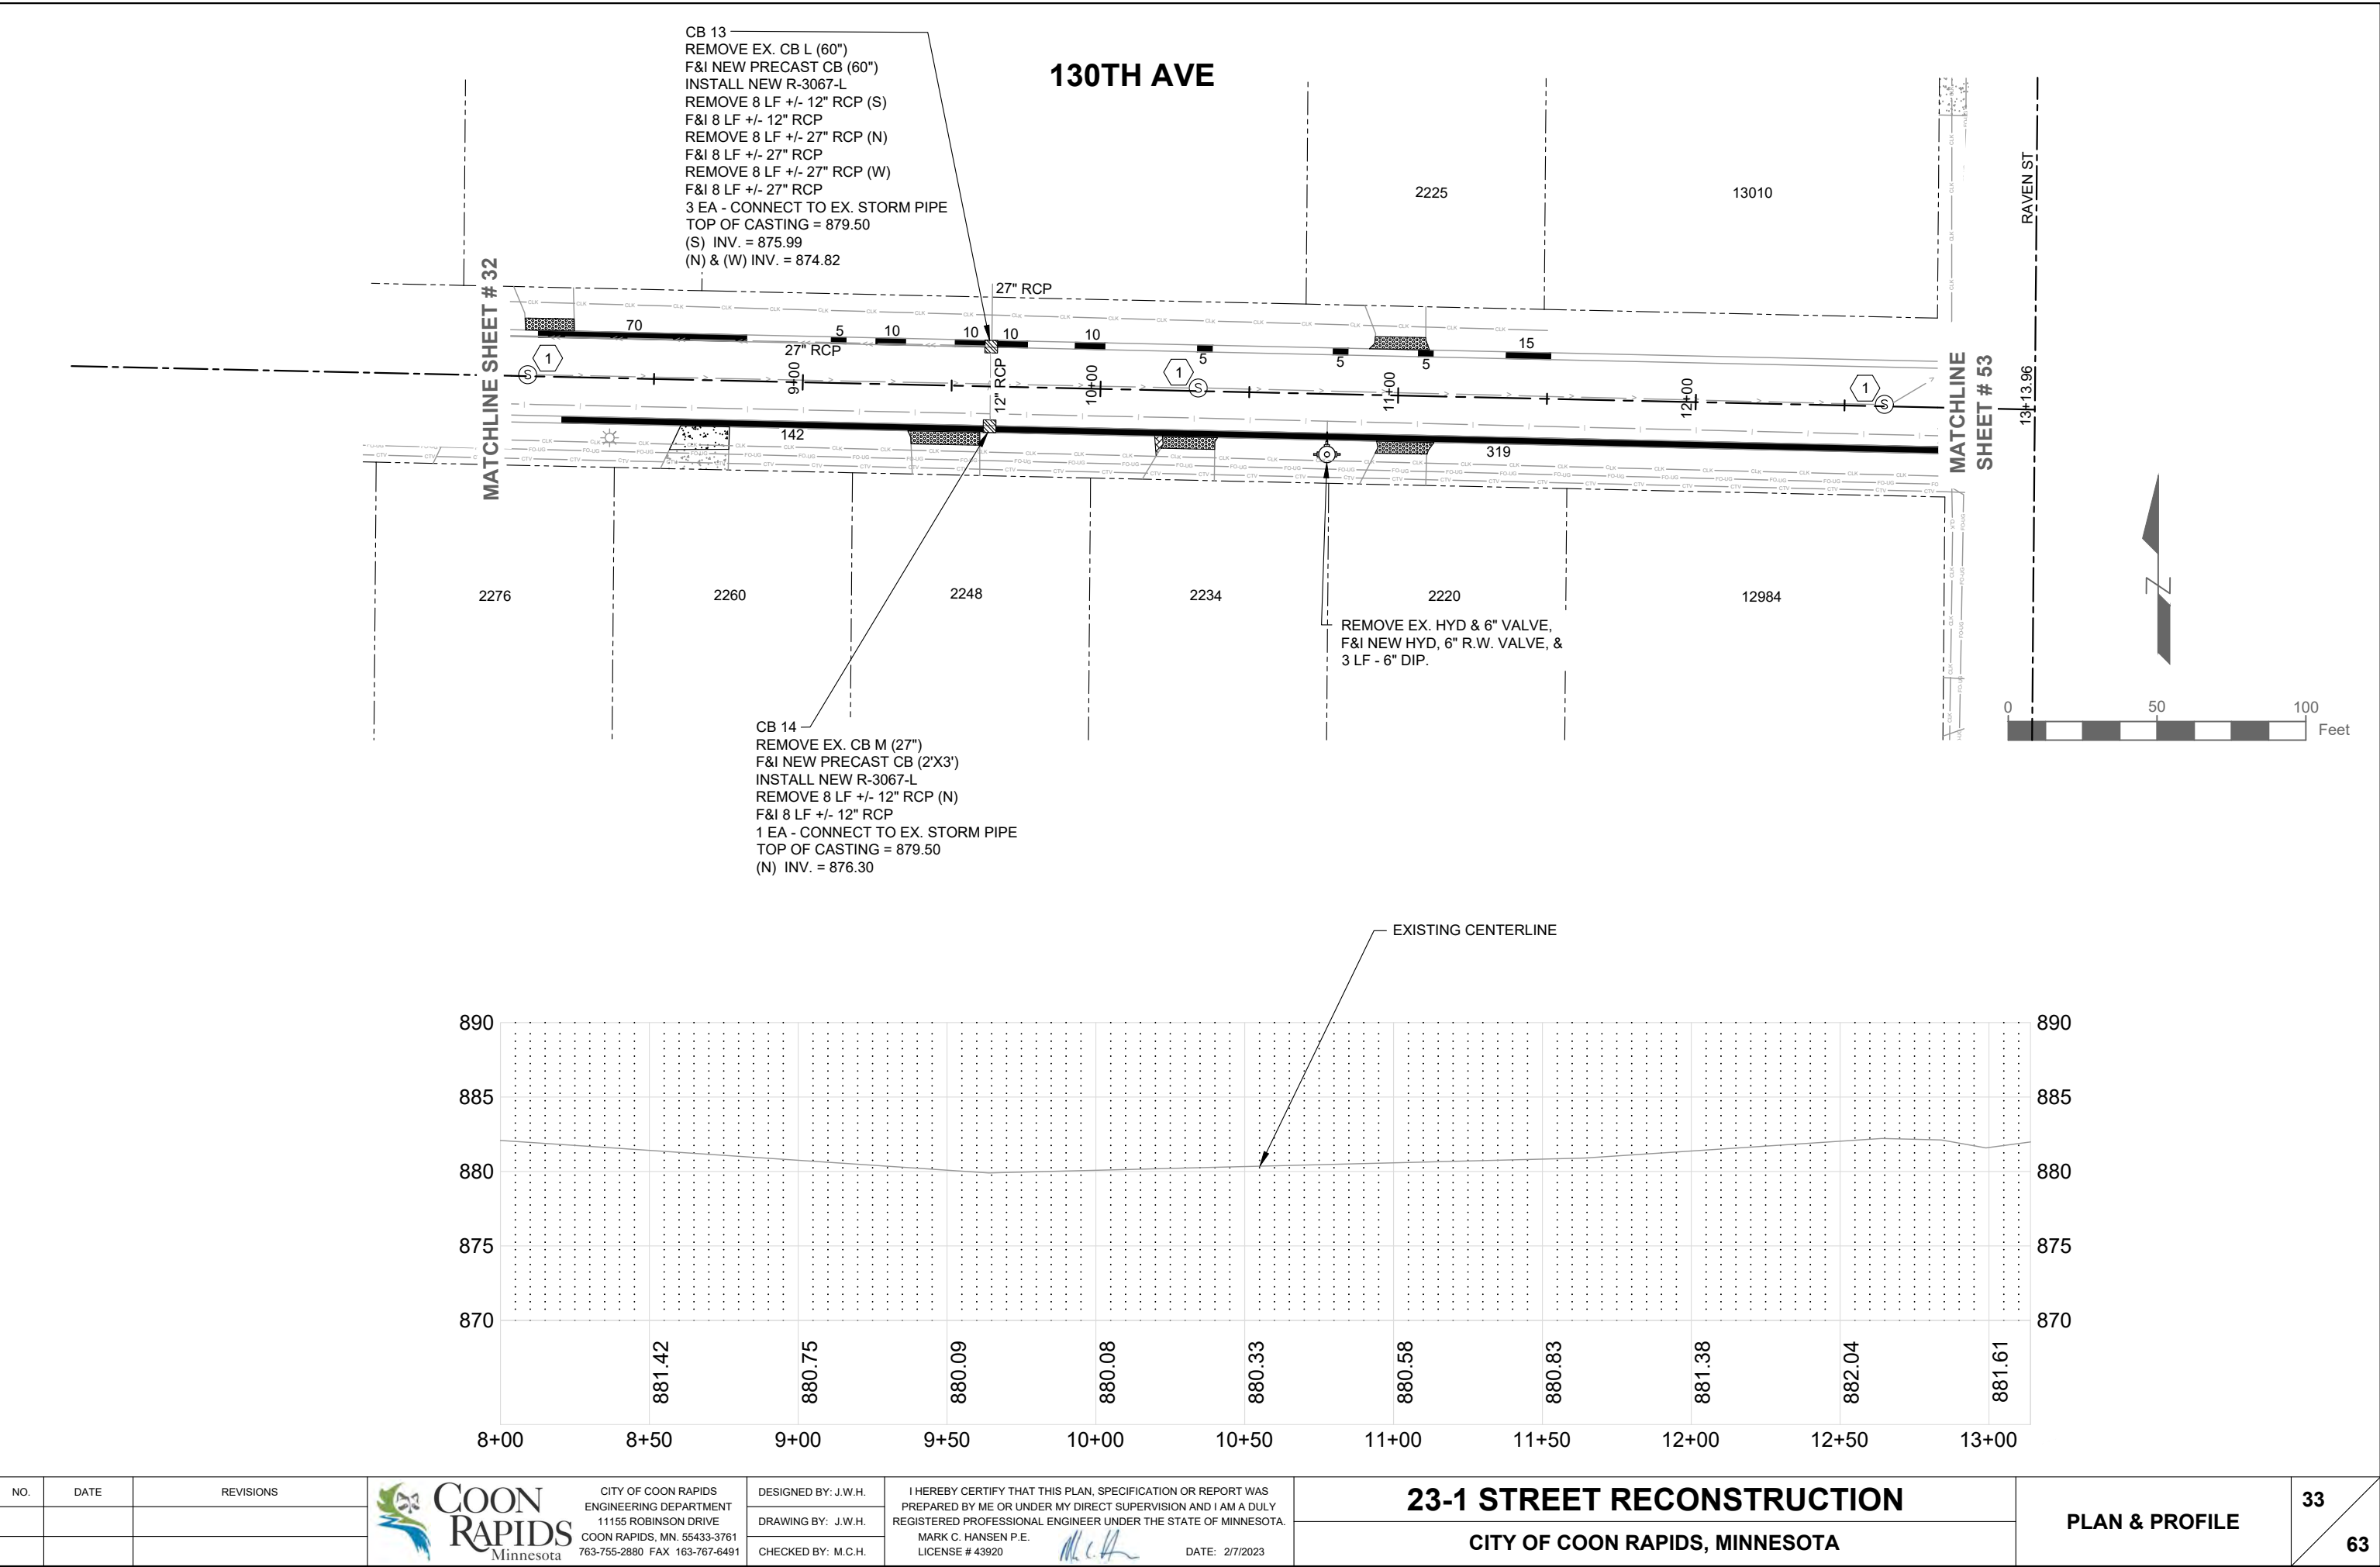 CB 13
REMOVE EX. CB L (60")
F&I NEW PRECAST CB (60")
INSTALL NEW R-3067-L
REMOVE 8 LF +/- 12" RCP (S)
F&I 8 LF +/- 12" RCP
REMOVE 8 LF +/- 27" RCP (N)
F&I 8 LF +/- 27" RCP
REMOVE 8 LF +/- 27" RCP (W)
F&I 8 LF +/- 27" RCP
3 EA - CONNECT TO EX. STORM PIPE
TOP OF CASTING = 879.50
(S) INV. = 875.99
(N) & (W) INV. = 874.82
130TH AVE
2225
13010
RAVEN ST
MATCHLINE SHEET # 32
27" RCP
70
5
10
10
10
10
5
5
5
15
27" RCP
12" RCP
1
1
1
S
S
S
9+00
10+00
11+00
12+00
13+13.96
MATCHLINE
SHEET # 53
142
319
CLK
FO-UG
CTV
2276
2260
2248
2234
2220
12984
REMOVE EX. HYD & 6" VALVE,
F&I NEW HYD, 6" R.W. VALVE, &
3 LF - 6" DIP.
CB 14
REMOVE EX. CB M (27")
F&I NEW PRECAST CB (2'X3')
INSTALL NEW R-3067-L
REMOVE 8 LF +/- 12" RCP (N)
F&I 8 LF +/- 12" RCP
1 EA - CONNECT TO EX. STORM PIPE
TOP OF CASTING = 879.50
(N) INV. = 876.30
N
0 50 100
Feet
EXISTING CENTERLINE
890 890
885 885
880 880
875 875
870 870
881.42 880.75 880.09 880.08 880.33 880.58 880.83 881.38 882.04 881.61
8+00 8+50 9+00 9+50 10+00 10+50 11+00 11+50 12+00 12+50 13+00
NO. DATE REVISIONS
COON
RAPIDS
Minnesota
CITY OF COON RAPIDS
ENGINEERING DEPARTMENT
11155 ROBINSON DRIVE
COON RAPIDS, MN. 55433-3761
763-755-2880 FAX 163-767-6491
DESIGNED BY: J.W.H.
DRAWING BY: J.W.H.
CHECKED BY: M.C.H.
I HEREBY CERTIFY THAT THIS PLAN, SPECIFICATION OR REPORT WAS
PREPARED BY ME OR UNDER MY DIRECT SUPERVISION AND I AM A DULY
REGISTERED PROFESSIONAL ENGINEER UNDER THE STATE OF MINNESOTA.
MARK C. HANSEN P.E.
LICENSE # 43920
DATE: 2/7/2023
23-1 STREET RECONSTRUCTION
CITY OF COON RAPIDS, MINNESOTA
PLAN & PROFILE
33
63